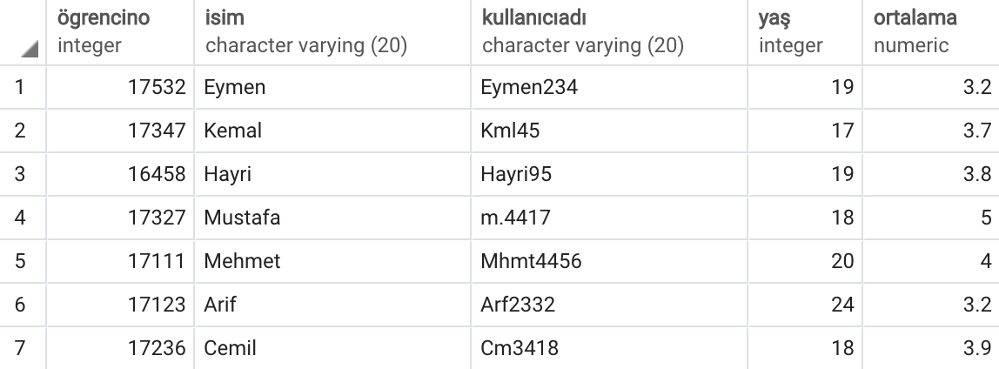 ögrencino isim kullanıcıadı yaş ortalama
integer character varying (20) character varying (20) integer numeric
1 17532 Eymen Eymen234 19 3.2
2 17347 Kemal Kml45 17 3.7
3 16458 Hayri Hayri95 19 3.8
4 17327 Mustafa m.4417 18 5
5 17111 Mehmet Mhmt4456 20 4
6 17123 Arif Arf2332 24 3.2
7 17236 Cemil Cm3418 18 3.9